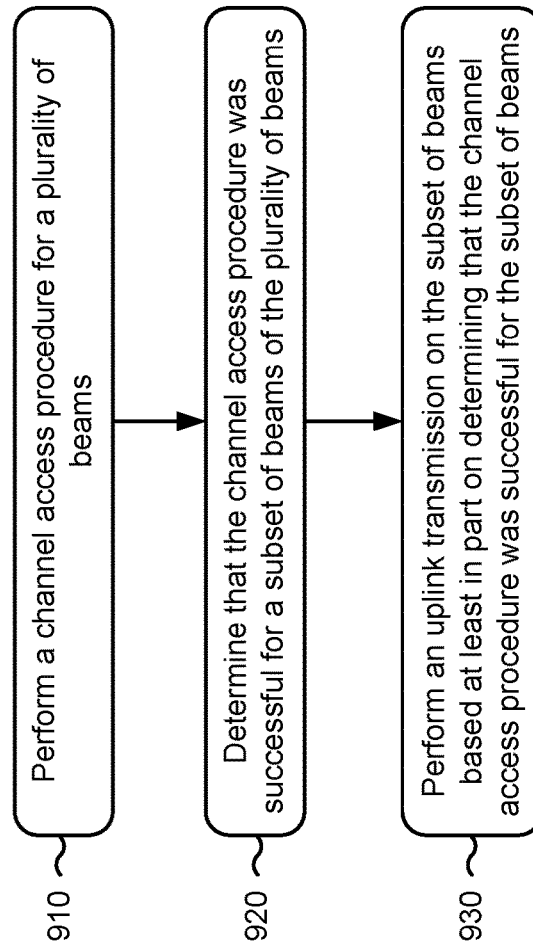 910
Perform a channel access procedure for a plurality of
beams
920
Determine that the channel access procedure was
successful for a subset of beams of the plurality of beams
930
Perform an uplink transmission on the subset of beams
based at least in part on determining that the channel
access procedure was successful for the subset of beams